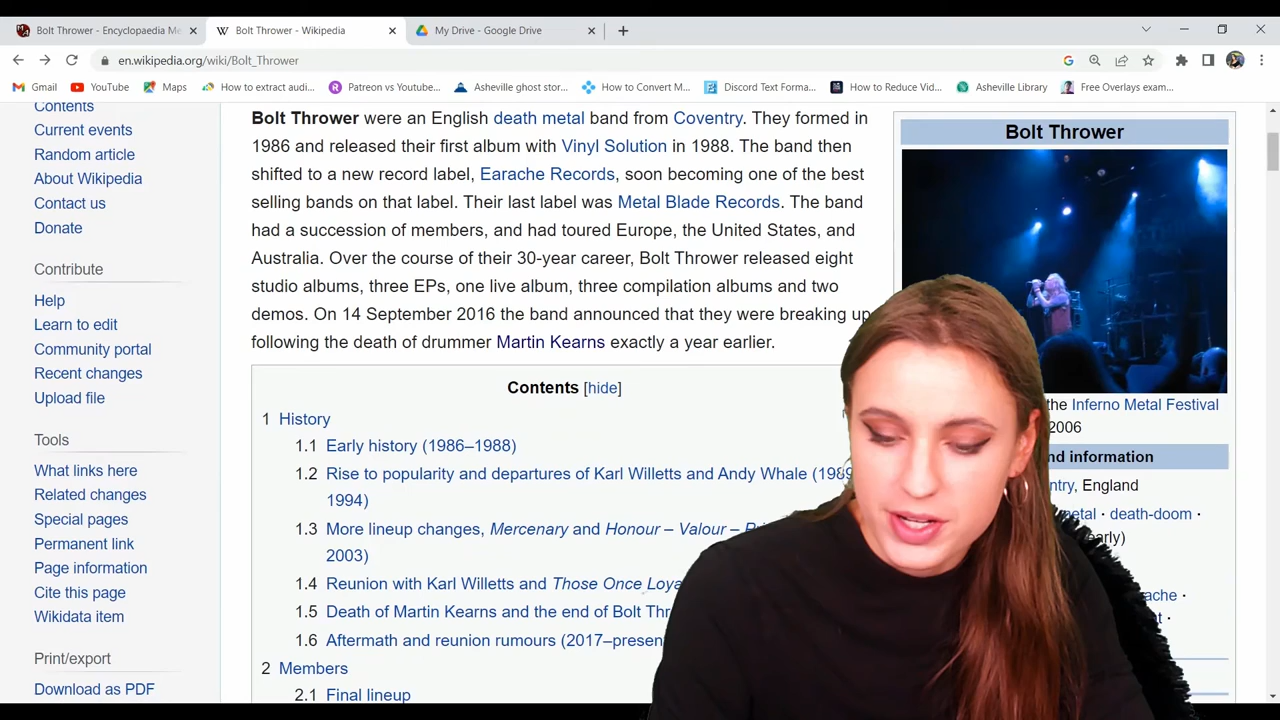 Bolt Thrower - Encyclopaedia Me
Bolt Thrower - Wikipedia
My Drive - Google Drive
en.wikipedia.org/wiki/Bolt_Thrower
Gmail
YouTube
Maps
How to extract audi...
Patreon vs Youtube...
Asheville ghost stor...
How to Convert M...
Discord Text Forma...
How to Reduce Vid...
Asheville Library
Free Overlays exam...
Contents
Current events
Random article
About Wikipedia
Contact us
Donate
Contribute
Help
Learn to edit
Community portal
Recent changes
Upload file
Tools
What links here
Related changes
Special pages
Permanent link
Page information
Cite this page
Wikidata item
Print/export
Download as PDF
Bolt Thrower were an English death metal band from Coventry. They formed in
1986 and released their first album with Vinyl Solution in 1988. The band then
shifted to a new record label, Earache Records, soon becoming one of the best
selling bands on that label. Their last label was Metal Blade Records. The band
had a succession of members, and had toured Europe, the United States, and
Australia. Over the course of their 30-year career, Bolt Thrower released eight
studio albums, three EPs, one live album, three compilation albums and two
demos. On 14 September 2016 the band announced that they were breaking up
following the death of drummer Martin Kearns exactly a year earlier.
Contents [hide]
1 History
1.1 Early history (1986–1988)
1.2 Rise to popularity and departures of Karl Willetts and Andy Whale (1989
1994)
1.3 More lineup changes, Mercenary and Honour – Valour – Pri
2003)
1.4 Reunion with Karl Willetts and Those Once Loya
1.5 Death of Martin Kearns and the end of Bolt Thr
1.6 Aftermath and reunion rumours (2017–presen
2 Members
2.1 Final lineup
Bolt Thrower
the Inferno Metal Festival
2006
nd information
ntry, England
metal · death-doom ·
early)
ache ·